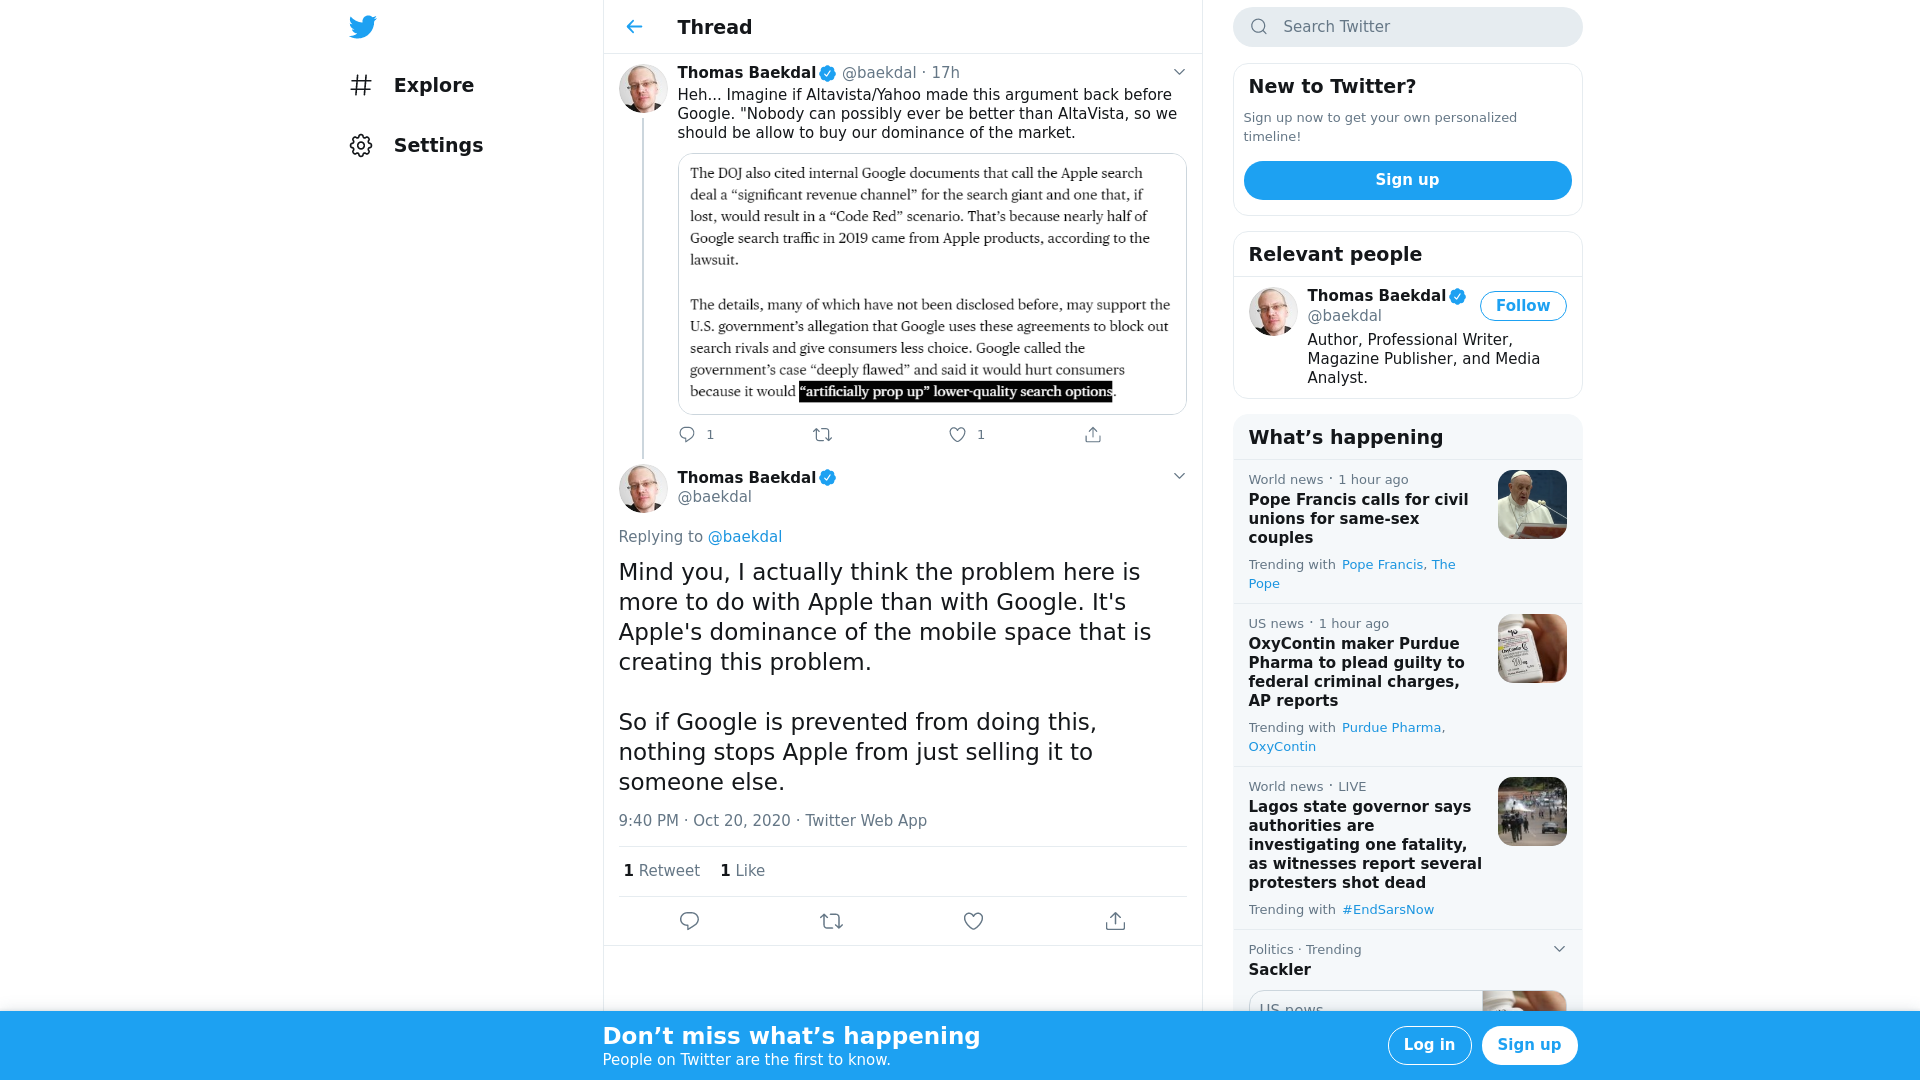 Explore
Settings
Thread
Thomas Baekdal @baekdal · 17h
Heh... Imagine if Altavista/Yahoo made this argument back before
Google. "Nobody can possibly ever be better than AltaVista, so we
should be allow to buy our dominance of the market.
The DOJ also cited internal Google documents that call the Apple search
deal a “significant revenue channel” for the search giant and one that, if
lost, would result in a “Code Red” scenario. That’s because nearly half of
Google search traffic in 2019 came from Apple products, according to the
lawsuit.
The details, many of which have not been disclosed before, may support the
U.S. government’s allegation that Google uses these agreements to block out
search rivals and give consumers less choice. Google called the
government’s case “deeply flawed” and said it would hurt consumers
because it would “artificially prop up” lower-quality search options.
1
1
Thomas Baekdal
@baekdal
Replying to @baekdal
Mind you, I actually think the problem here is
more to do with Apple than with Google. It's
Apple's dominance of the mobile space that is
creating this problem.
So if Google is prevented from doing this,
nothing stops Apple from just selling it to
someone else.
9:40 PM · Oct 20, 2020 · Twitter Web App
1 Retweet 1 Like
Search Twitter
New to Twitter?
Sign up now to get your own personalized
timeline!
Sign up
Relevant people
Thomas Baekdal
@baekdal
Follow
Author, Professional Writer,
Magazine Publisher, and Media
Analyst.
What’s happening
World news · 1 hour ago
Pope Francis calls for civil
unions for same-sex
couples
Trending with Pope Francis, The
Pope
US news · 1 hour ago
OxyContin maker Purdue
Pharma to plead guilty to
federal criminal charges,
AP reports
Trending with Purdue Pharma,
OxyContin
World news · LIVE
Lagos state governor says
authorities are
investigating one fatality,
as witnesses report several
protesters shot dead
Trending with #EndSarsNow
Politics · Trending
Sackler
US news
Don’t miss what’s happening
People on Twitter are the first to know.
Log in
Sign up